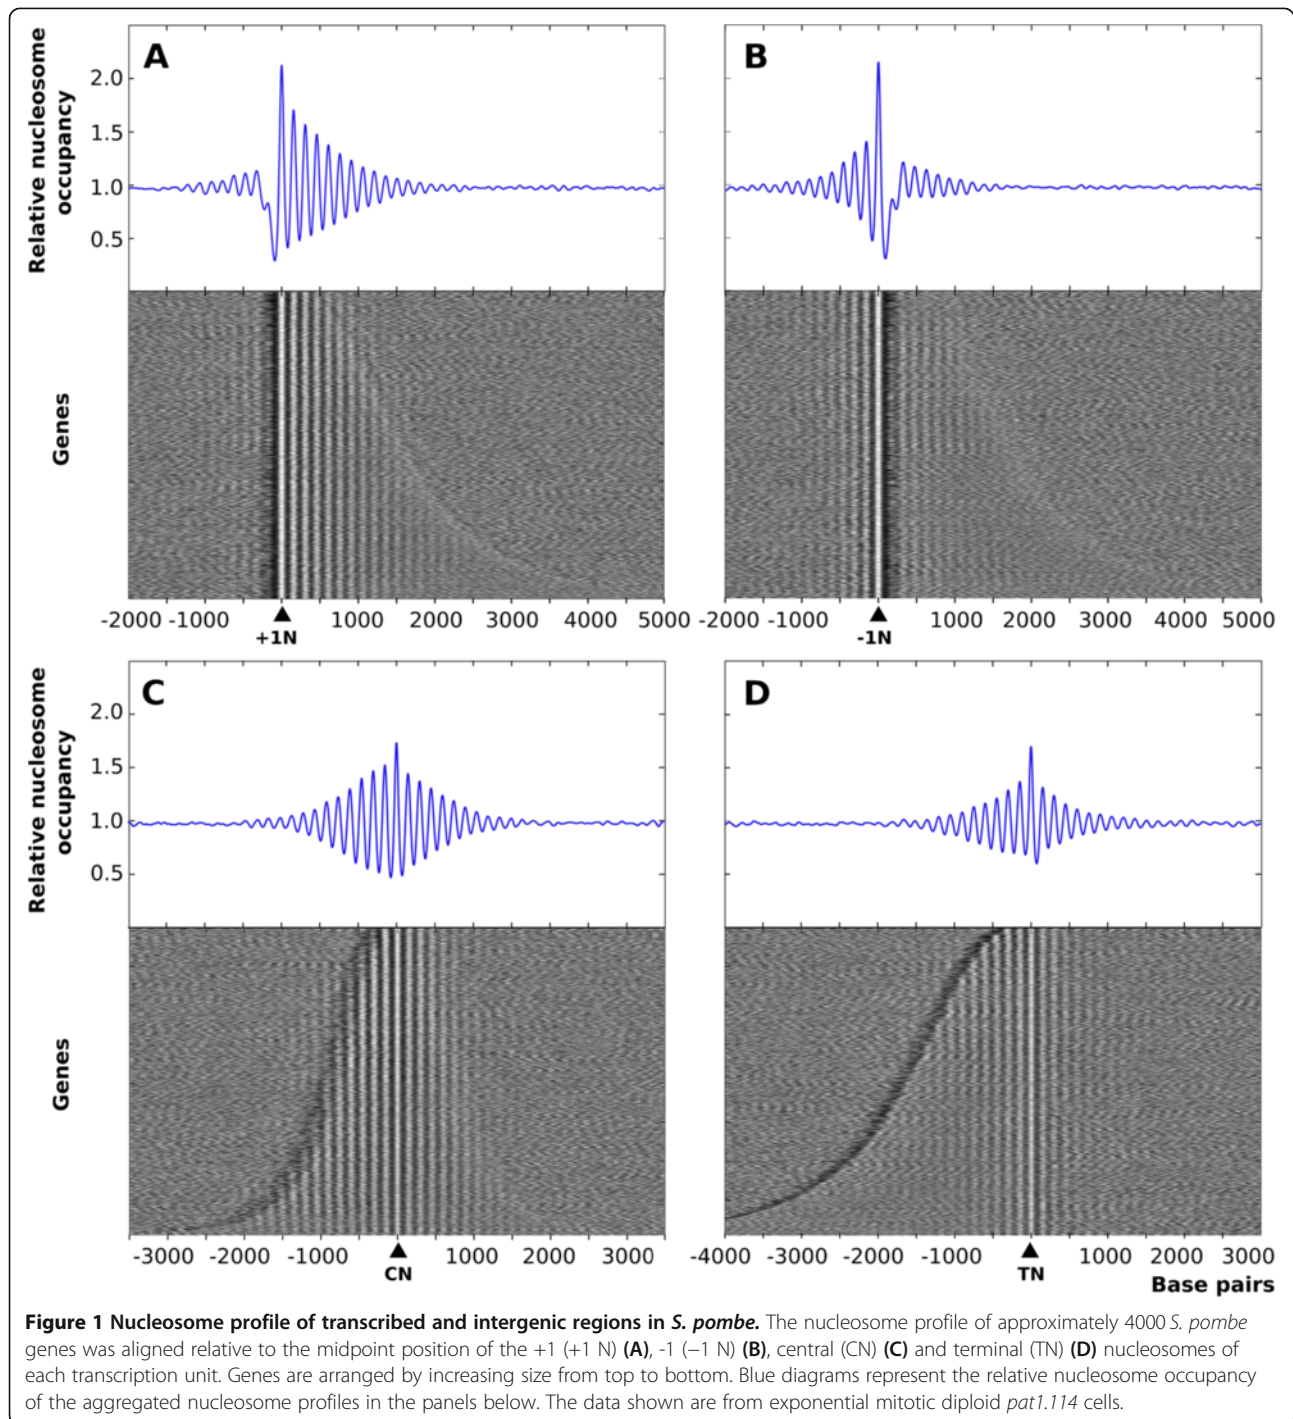 A
B
Relative nucleosome
occupancy
2.0
1.5
1.0
0.5
Genes
-2000 -1000 1000 2000 3000 4000 5000
+1N
-2000 -1000 1000 2000 3000 4000 5000
-1N
C
D
Relative nucleosome
occupancy
2.0
1.5
1.0
0.5
Genes
-3000 -2000 -1000 1000 2000 3000
CN
-4000 -3000 -2000 -1000 1000 2000 3000
TN
Base pairs
Figure 1 Nucleosome profile of transcribed and intergenic regions in S. pombe. The nucleosome profile of approximately 4000 S. pombe
genes was aligned relative to the midpoint position of the +1 (+1 N) (A), -1 (−1 N) (B), central (CN) (C) and terminal (TN) (D) nucleosomes of
each transcription unit. Genes are arranged by increasing size from top to bottom. Blue diagrams represent the relative nucleosome occupancy
of the aggregated nucleosome profiles in the panels below. The data shown are from exponential mitotic diploid pat1.114 cells.